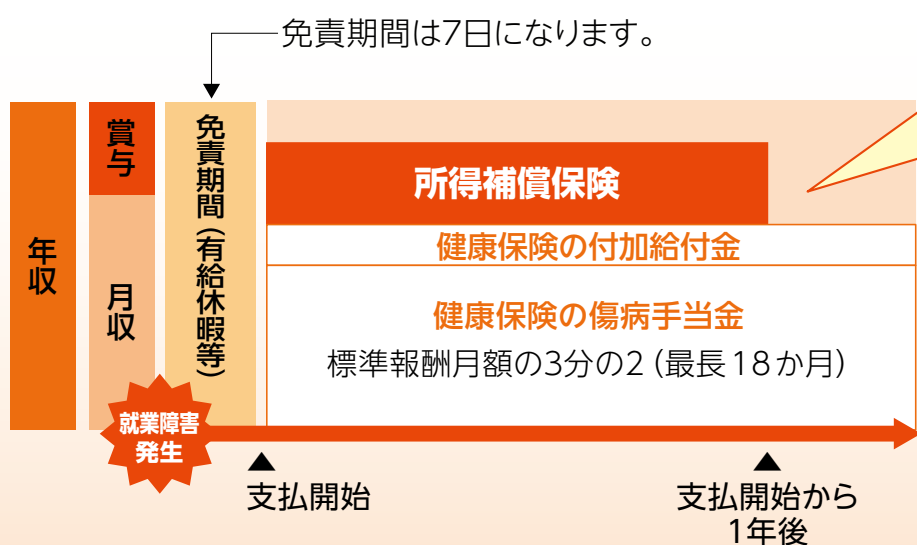 免責期間は7日になります。
年収
賞与
月収
免責期間(有給休暇等)
所得補償保険
健康保険の付加給付金
健康保険の傷病手当金
標準報酬月額の3分の2(最長18か月)
就業障害
発生
支払開始
支払開始から
1年後